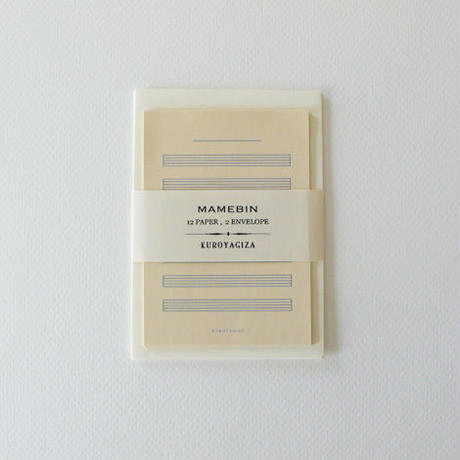 MAMEBIN
12 PAPER , 2 ENVELOPE
KUROYAGIZA